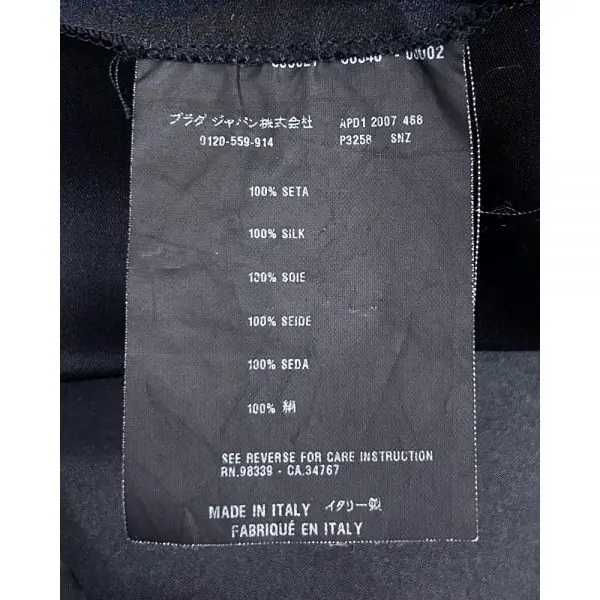 プラダ ジャパン株式会社 APD1 2007 468
0120-559-914 P3258 SNZ
100% SETA
100% SILK
100% SOIE
100% SEIDE
100% SEDA
100% 絹
SEE REVERSE FOR CARE INSTRUCTION
RN.98339 - CA.34767
MADE IN ITALY イタリー製
FABRIQUÉ EN ITALY